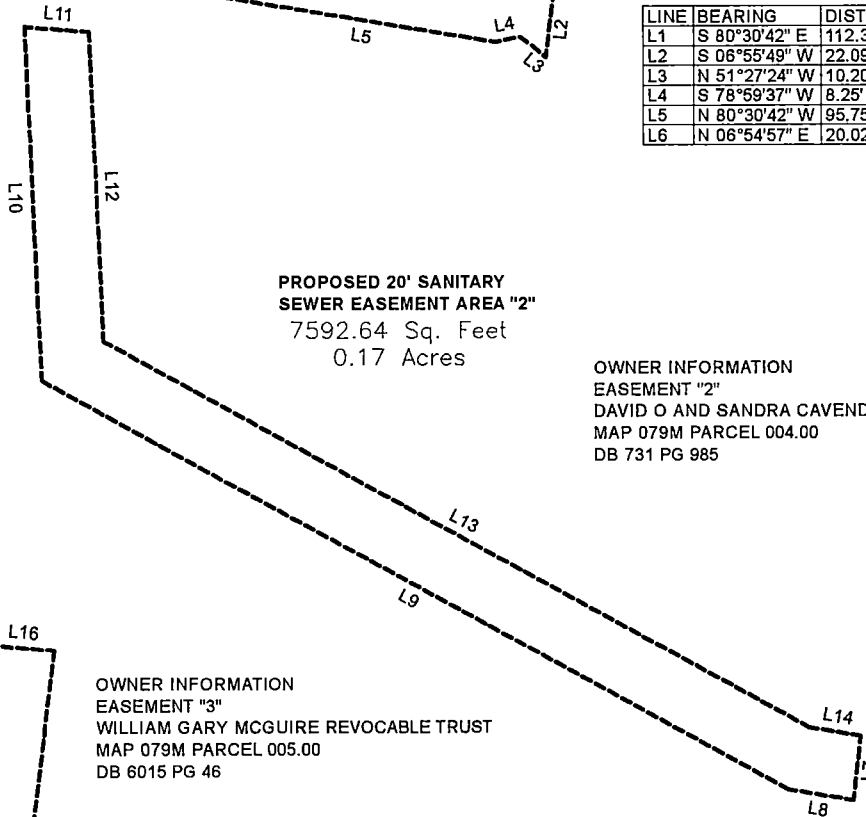 L11
L5
L4
L3
L2
LINE BEARING DIST
L1 S 80°30'42" E 112.3
L2 S 06°55'49" W 22.09
L3 N 51°27'24" W 10.20
L4 S 78°59'37" W 8.25'
L5 N 80°30'42" W 95.75
L6 N 06°54'57" E 20.02
L10
L12
PROPOSED 20' SANITARY
SEWER EASEMENT AREA "2"
7592.64 Sq. Feet
0.17 Acres
OWNER INFORMATION
EASEMENT "2"
DAVID O AND SANDRA CAVEND
MAP 079M PARCEL 004.00
DB 731 PG 985
L13
L9
L16
OWNER INFORMATION
EASEMENT "3"
WILLIAM GARY MCGUIRE REVOCABLE TRUST
MAP 079M PARCEL 005.00
DB 6015 PG 46
L14
L8